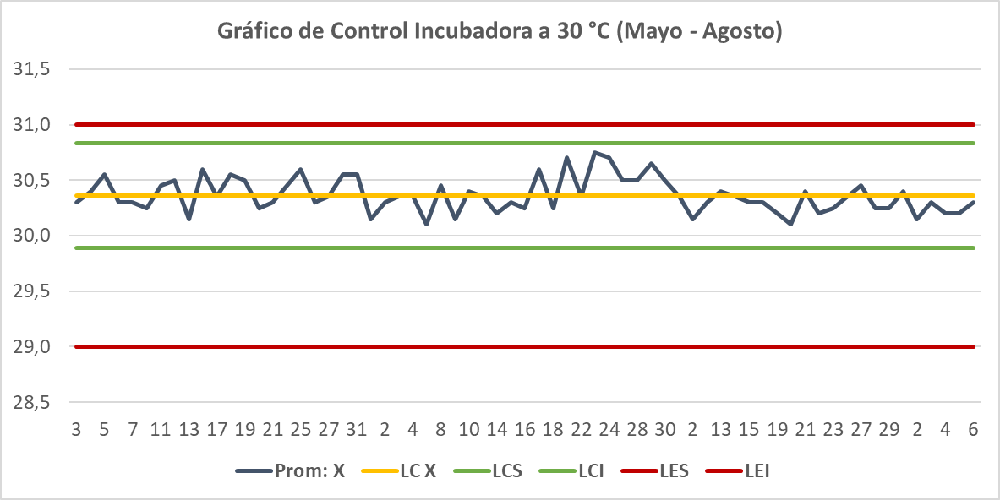 Gráfico de Control Incubadora a 30 °C (Mayo - Agosto)
31,5
31,0
30,5
30,0
29,5
29,0
28,5
3 5 7 11 13 17 19 21 25 27 31 2 4 8 10 14 16 18 22 24 28 30 2 13 15 19 21 23 27 29 2 4 6
Prom: X LC X LCS LCI LES LEI